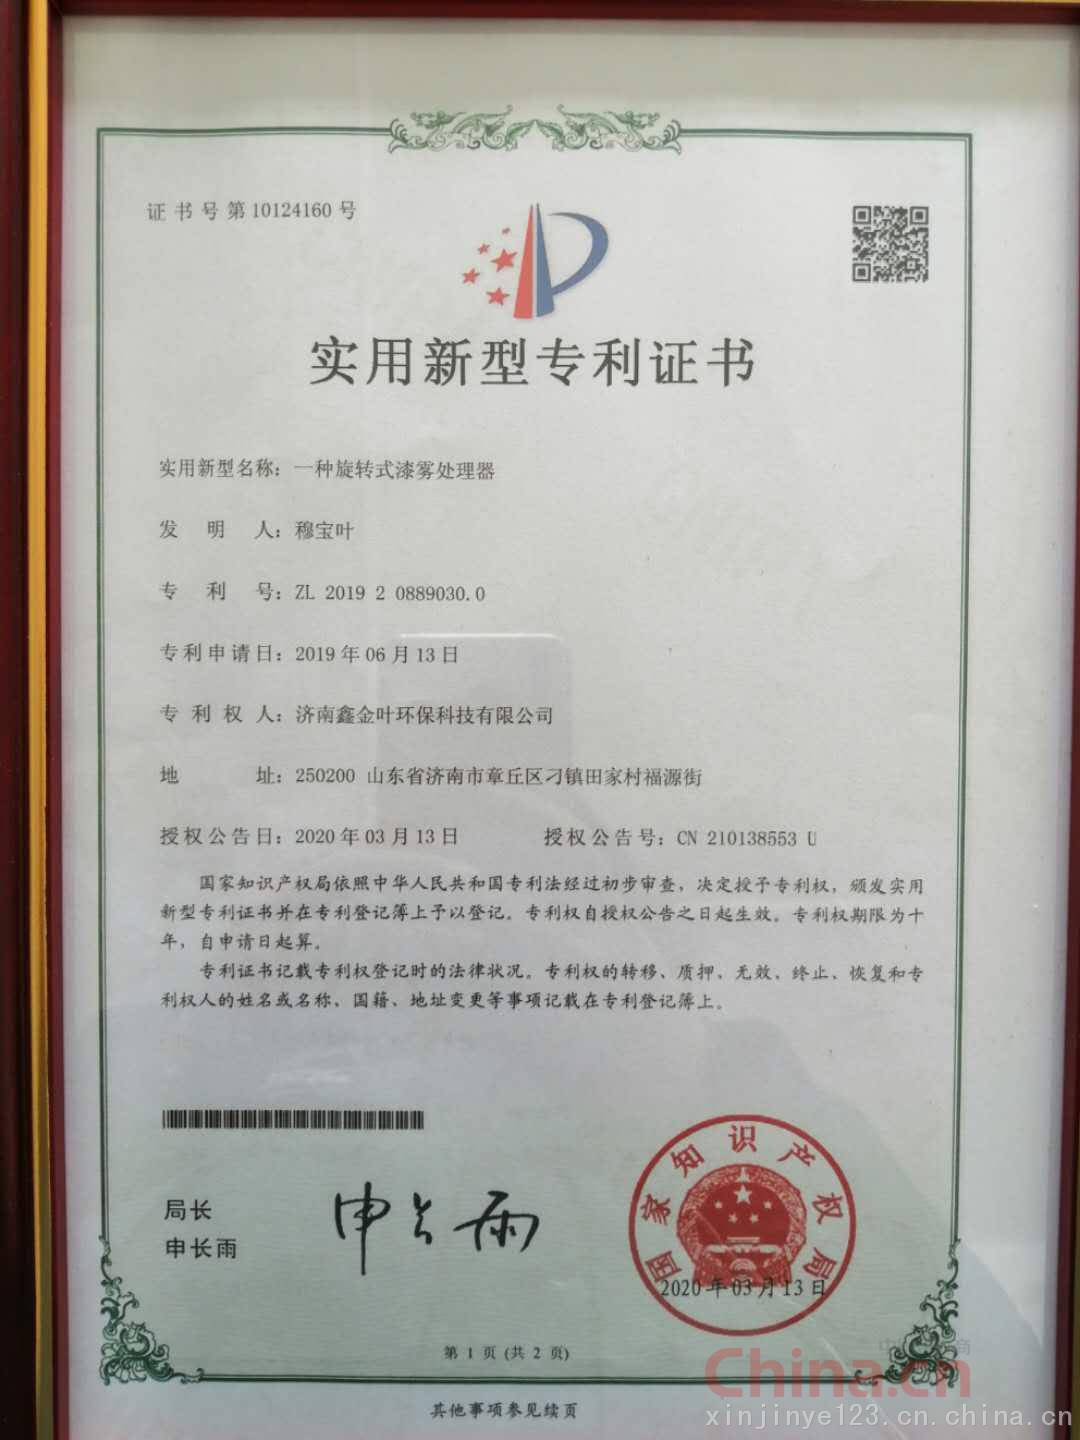 证书号第10124160号
实用新型专利证书
实用新型名称：一种旋转式漆雾处理器
发明人：穆宝叶
专利号：ZL 2019 2 0889030.0
专利申请日：2019年06月13日
专利权人：济南鑫金叶环保科技有限公司
地址：250200 山东省济南市章丘区刁镇田家村福源街
授权公告日：2020年03月13日 授权公告号：CN 210138553 U
国家知识产权局依照中华人民共和国专利法经过初步审查，决定授予专利权，颁发实用
新型专利证书并在专利登记簿上予以登记。专利权自授权公告之日起生效。专利权期限为十
年，自申请日起算。
专利证书记载专利权登记时的法律状况。专利权的转移、质押、无效、终止、恢复和专
利权人的姓名或名称、国籍、地址变更等事项记载在专利登记簿上。
局长
申长雨
申长雨
国家知识产权局
2020年03月13日
第 1 页 (共 2 页)
其他事项参见续页
China.cn
xinjinye123.cn.china.cn